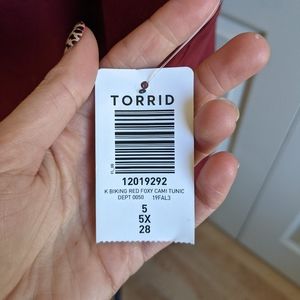 TORRID
12019292
K BIKING RED FOXY CAMI TUNIC
DEPT 0050 19FAL3
5
5X
28